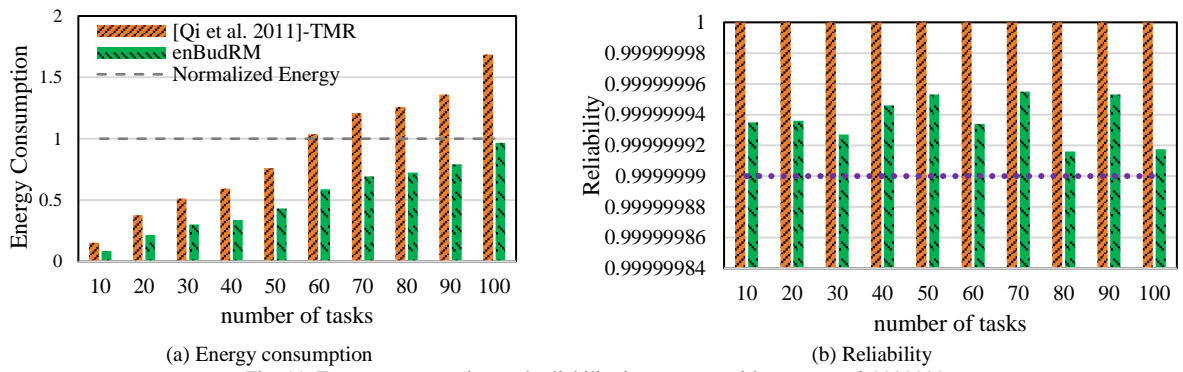 2
1.5
1
0.5
0
Energy Consumption
[Qi et al. 2011]-TMR
enBudRM
Normalized Energy
10 20 30 40 50 60 70 80 90 100
number of tasks
(a) Energy consumption
1
0.99999998
0.99999996
0.99999994
0.99999992
0.9999999
0.99999988
0.99999986
0.99999984
Reliability
10 20 30 40 50 60 70 80 90 100
number of tasks
(b) Reliability